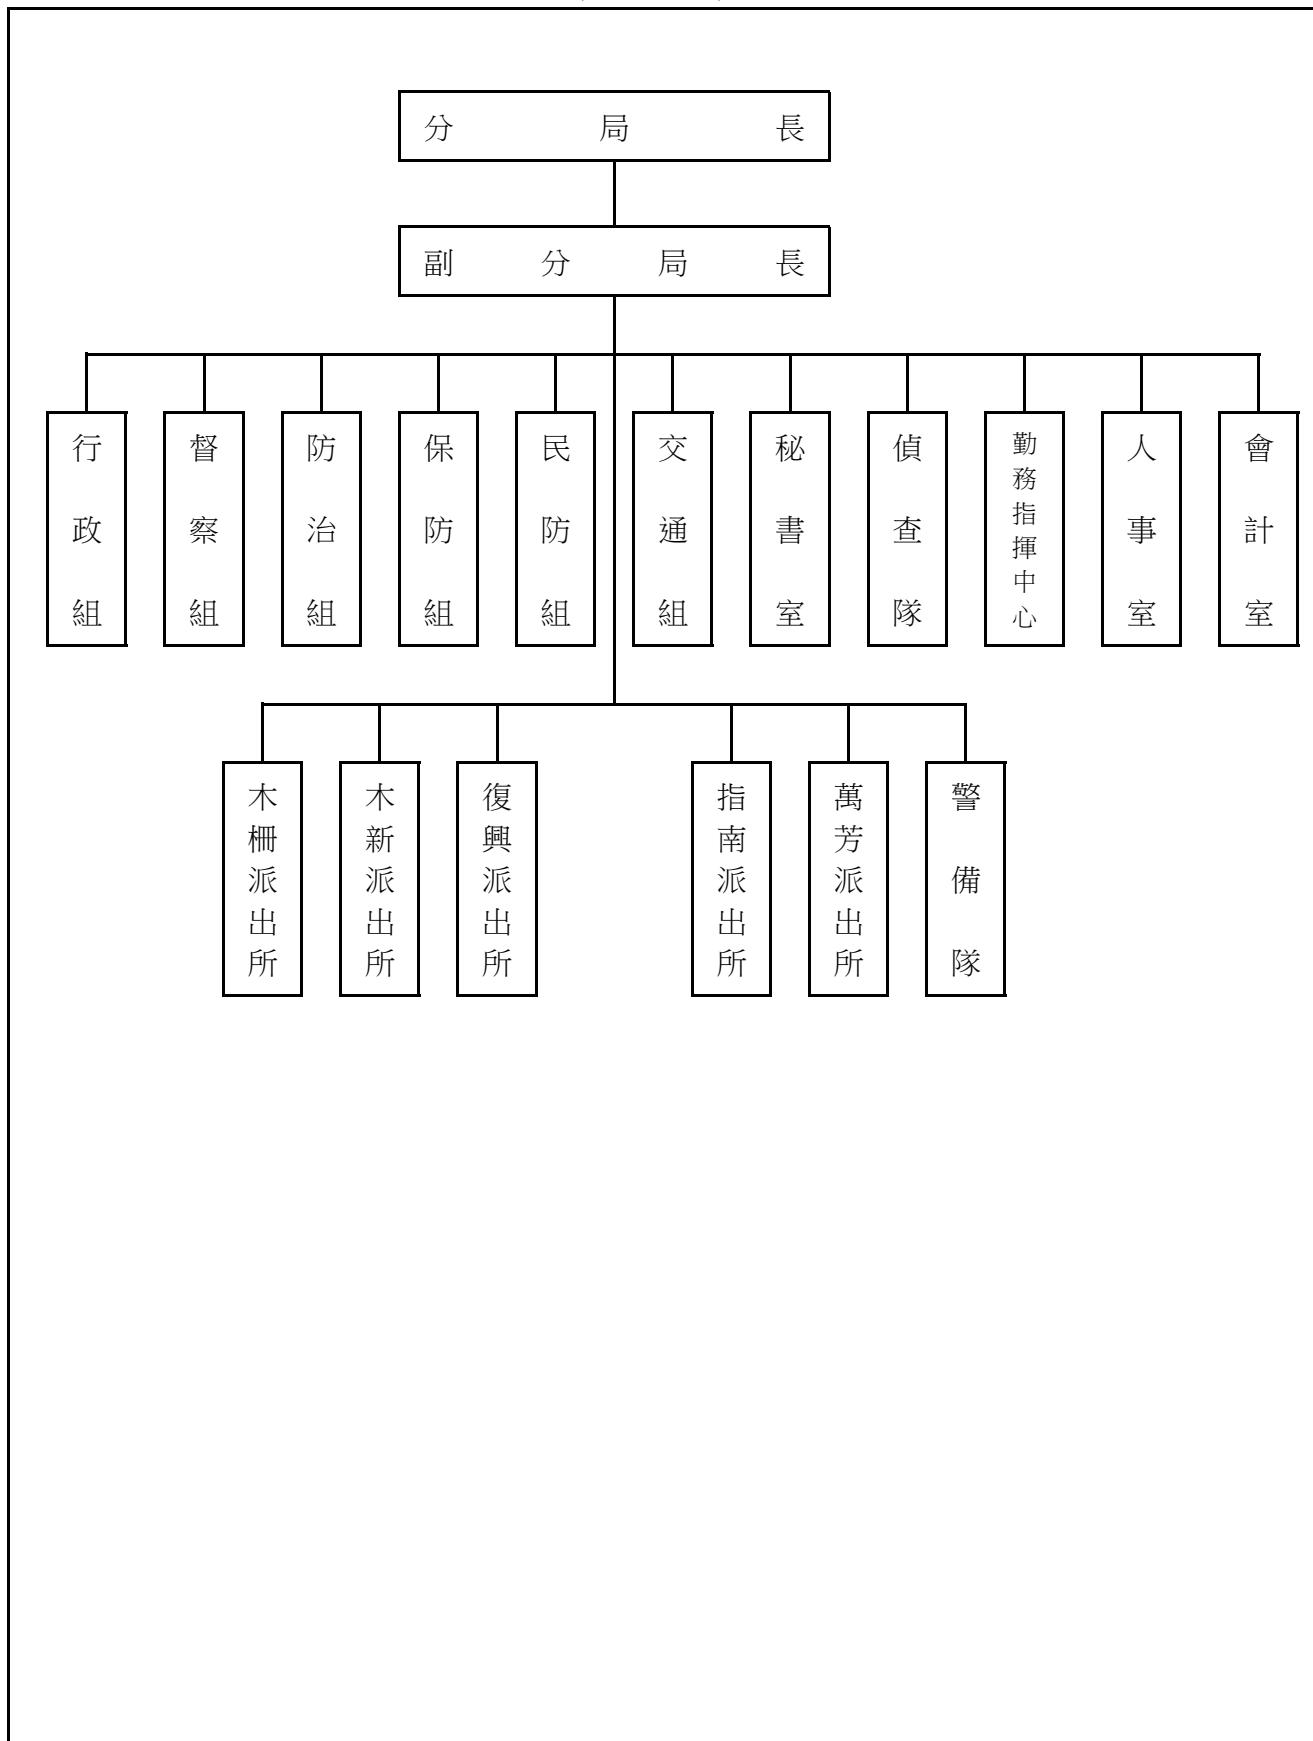 分局長
副分局長
行政組
督察組
防治組
保防組
民防組
交通組
秘書室
偵查隊
勤務指揮中心
人事室
會計室
木柵派出所
木新派出所
復興派出所
指南派出所
萬芳派出所
警備隊